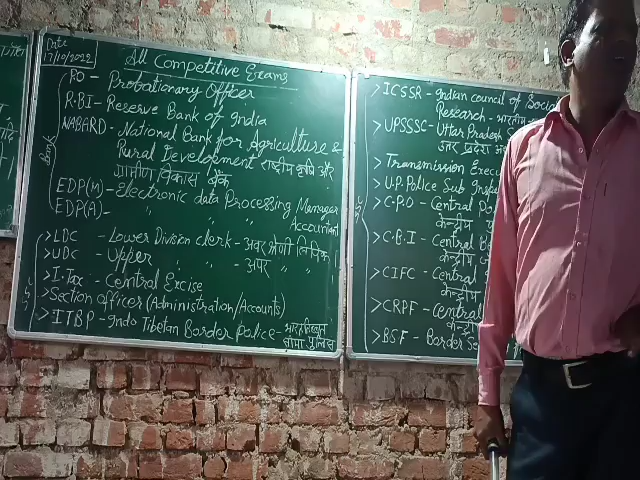 Date
17/10/2022
All Competitive Exams
PO - Probationary Officer
R.B.I - Reserve Bank of India
NABARD - National Bank for Agriculture &
Rural Development राष्ट्रीय कृषि और
ग्रामीण विकास बैंक
Bank
EDP(M) - Electronic data Processing Manager
EDP(A) - " " " Accountant
>LDC - Lower Division clerk - अवर श्रेणी लिपिक
>UDC - Upper " " - अपर " "
>I.Tax - Central Excise
>Section officer (Administration/Accounts)
>ITBP - Indo Tibetan Border Police - भारत तिब्बत
सीमा पुलिस
>ICSSR - Indian council of Social
Research - भारतीय
>UPSSSC - Uttar Pradesh
उत्तर प्रदेश
>Transmission
>U.P. Police Sub
>C.P.O - Central
केन्द्रीय
>C.B.I - Central
केन्द्रीय
>CIFC - Central
केन्द्रीय
>CRPF - Central
केन्द्रीय
>BSF - Border